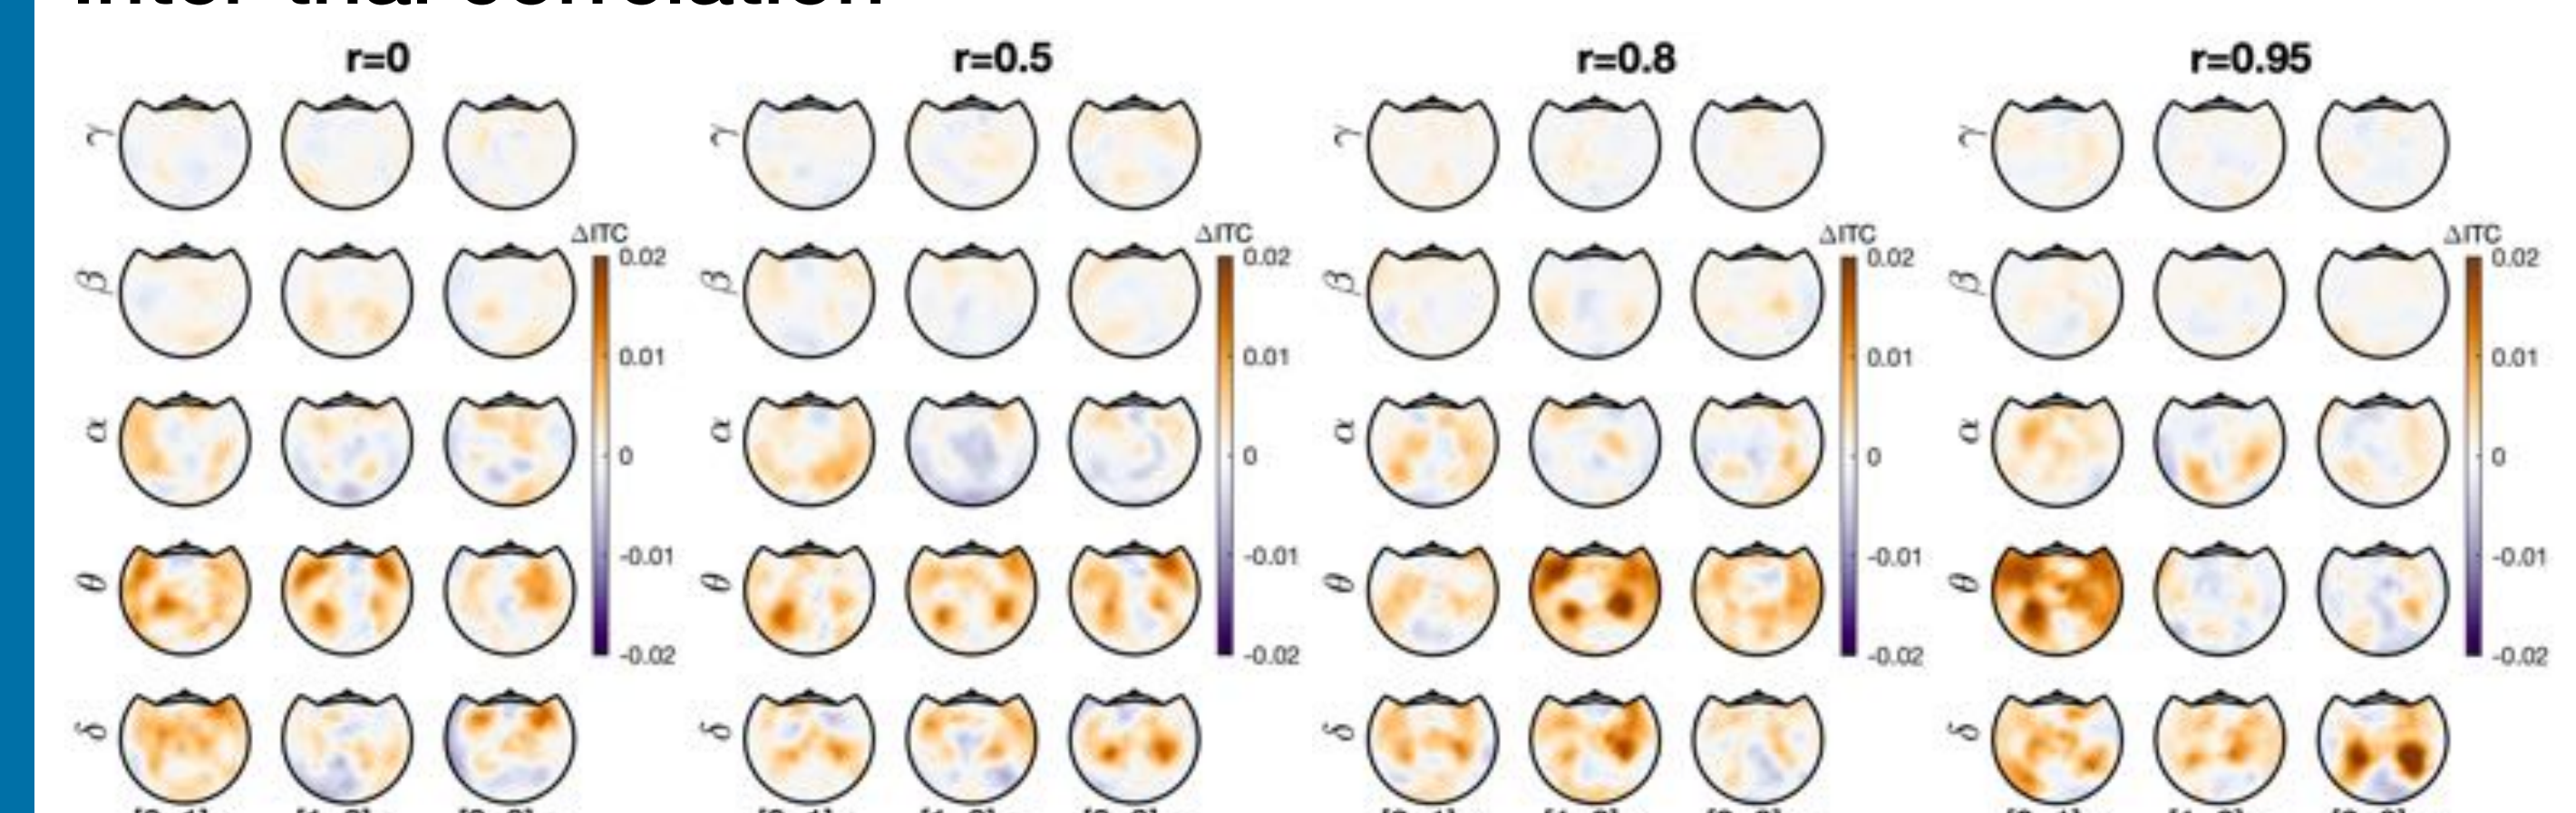 r=0 r=0.5 r=0.8 r=0.95
γ γ γ γ
ΔITC ΔITC ΔITC ΔITC
β 0.02 β 0.02 β 0.02 β 0.02
0.01 0.01 0.01 0.01
α 0 α 0 α 0 α 0
-0.01 -0.01 -0.01 -0.01
θ θ θ θ
-0.02 -0.02 -0.02 -0.02
δ δ δ δ